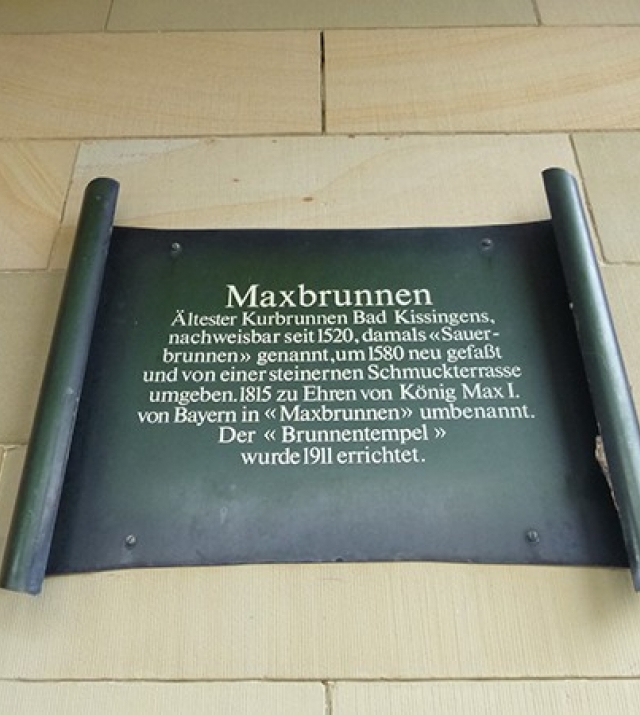 Maxbrunnen
Ältester Kurbrunnen Bad Kissingens,
nachweisbar seit 1520, damals «Sauer-
brunnen» genannt, um 1580 neu gefaßt
und von einer steinernen Schmuckterrasse
umgeben. 1815 zu Ehren von König Max I.
von Bayern in «Maxbrunnen» umbenannt.
Der « Brunnentempel »
wurde 1911 errichtet.